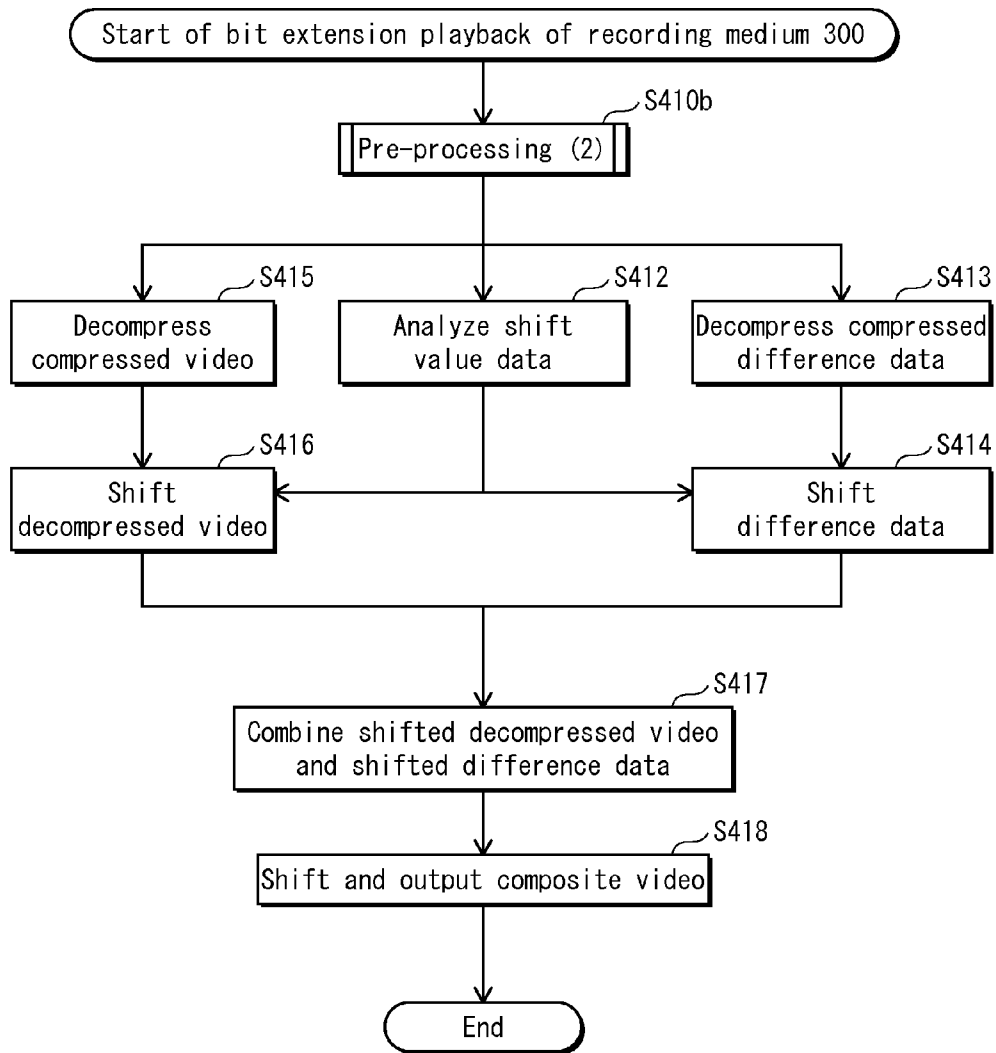 Start of bit extension playback of recording medium 300
S410b
Pre-processing (2)
S415
Decompress
compressed video
S412
Analyze shift
value data
S413
Decompress compressed
difference data
S416
Shift
decompressed video
S414
Shift
difference data
S417
Combine shifted decompressed video
and shifted difference data
S418
Shift and output composite video
End